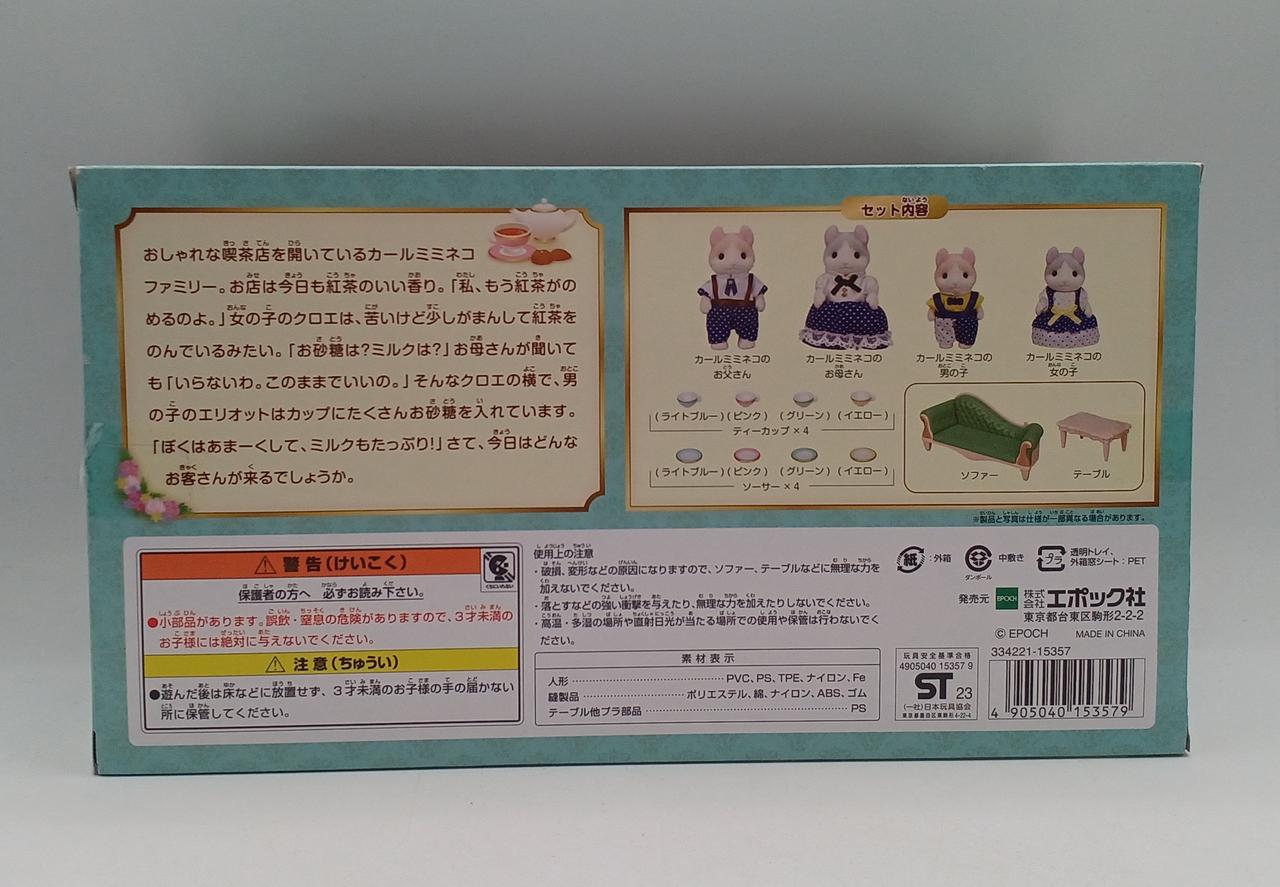 おしゃれな喫茶店を開いているカールミミネコ
ファミリー。お店は今日も紅茶のいい香り。「私、もう紅茶がの
めるのよ。」女の子のクロエは、苦いけど少しがまんして紅茶を
のんでいるみたい。「お砂糖は?ミルクは?」お母さんが聞いて
も「いらないわ。このままでいいの。」そんなクロエの横で、男
の子のエリオットはカップにたくさんお砂糖を入れています。
「ぼくはあまーくして、ミルクもたっぷり!」さて、今日はどんな
お客さんが来るでしょうか。
セット内容
カールミミネコの
お父さん
カールミミネコの
お母さん
カールミミネコの
男の子
カールミミネコの
女の子
(ライトブルー) (ピンク) (グリーン) (イエロー)
ティーカップ×4
(ライトブルー) (ピンク) (グリーン) (イエロー)
ソーサー×4
ソファー
テーブル
※製品と写真は仕様が一部異なる場合があります。
警告(けいこく)
保護者の方へ 必ずお読み下さい。
●小部品があります。誤飲・窒息の危険がありますので、3才未満の
お子様には絶対に与えないでください。
注意(ちゅうい)
●遊んだ後は床などに放置せず、3才未満のお子様の手の届かない
所に保管してください。
使用上の注意
・破損、変形などの原因になりますので、ソファー、テーブルなどに無理な力を
加えないでください。
・落とすなどの強い衝撃を与えたり、無理な力を加えたりしないでください。
・高温・多湿の場所や直射日光が当たる場所での使用や保管は行わないでく
ださい。
素材表示
人形 PVC、PS、TPE、ナイロン、Fe
縫製品 ポリエステル、綿、ナイロン、ABS、ゴム
テーブル他プラ部品 PS
紙 :外箱
ダンボール
中敷き
プラ
透明トレイ、
外箱窓シート:PET
発売元 EPOCH 株式会社エポック社
東京都台東区駒形2-2-2
© EPOCH MADE IN CHINA
玩具安全基準合格
4905040 15357 9
ST 23
(一社)日本玩具協会
東京都墨田区東駒形4-22-4
334221-15357
4 905040 153579